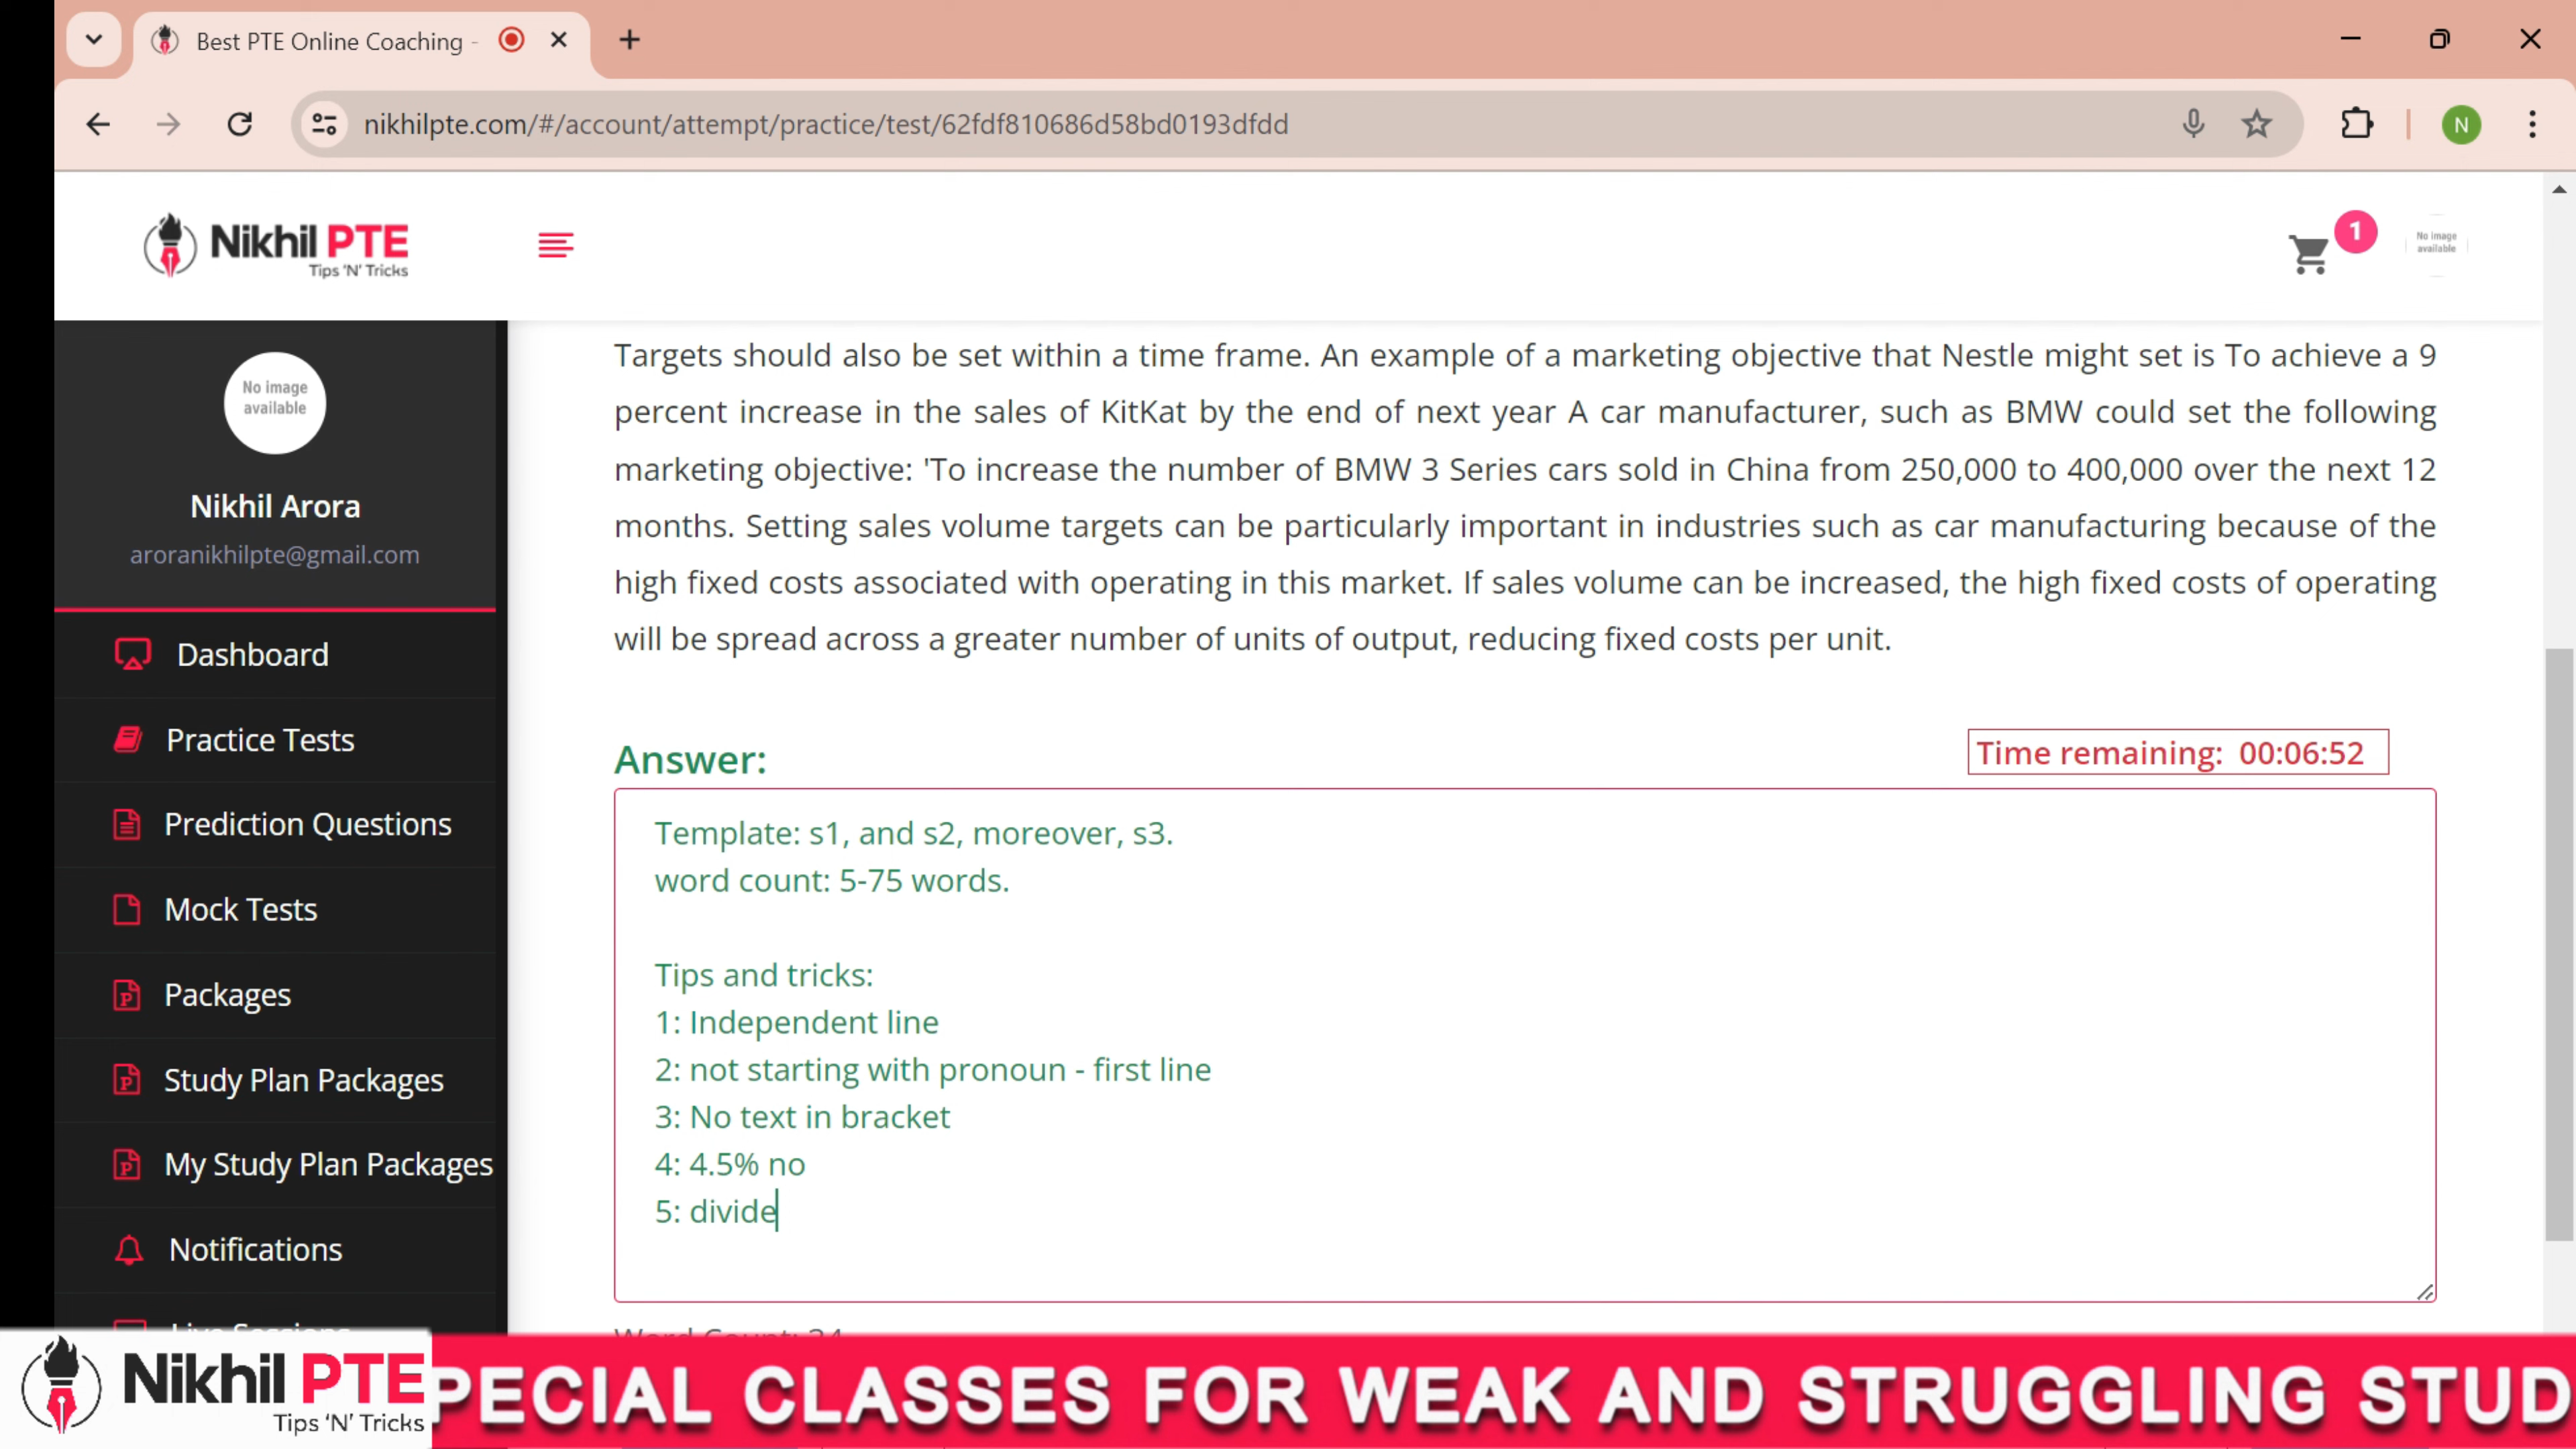 Best PTE Online Coaching -
nikhilpte.com/#/account/attempt/practice/test/62fdf810686d58bd0193dfdd
N
Nikhil PTE
Tips 'N' Tricks
1
No image
available
No image
available
Nikhil Arora
aroranikhilpte@gmail.com
Dashboard
Practice Tests
Prediction Questions
Mock Tests
Packages
Study Plan Packages
My Study Plan Packages
Notifications
Live Sessions
Targets should also be set within a time frame. An example of a marketing objective that Nestle might set is To achieve a 9
percent increase in the sales of KitKat by the end of next year A car manufacturer, such as BMW could set the following
marketing objective: 'To increase the number of BMW 3 Series cars sold in China from 250,000 to 400,000 over the next 12
months. Setting sales volume targets can be particularly important in industries such as car manufacturing because of the
high fixed costs associated with operating in this market. If sales volume can be increased, the high fixed costs of operating
will be spread across a greater number of units of output, reducing fixed costs per unit.
Answer:
Time remaining: 00:06:52
Template: s1, and s2, moreover, s3.
word count: 5-75 words.
Tips and tricks:
1: Independent line
2: not starting with pronoun - first line
3: No text in bracket
4: 4.5% no
5: divide
Word Count: 34
Nikhil PTE
Tips 'N' Tricks
PECIAL CLASSES FOR WEAK AND STRUGGLING STUD